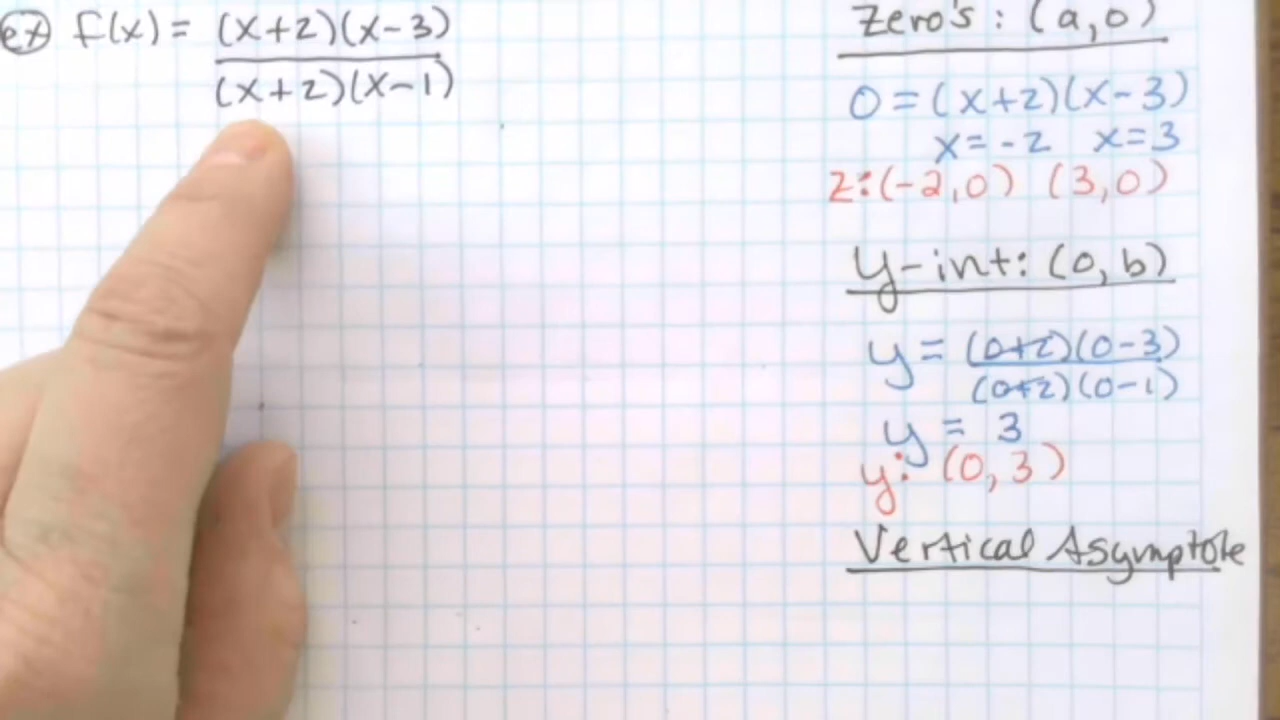 ex f(x) = (x+2)(x-3)
(x+2)(x-1)
Zero's : (a,0)
0 = (x+2)(x-3)
x = -2 x=3
z:(-2,0) (3,0)
y-int: (0,b)
y = (0+2)(0-3)
(0+2)(0-1)
y = 3
y: (0,3)
Vertical Asymptote